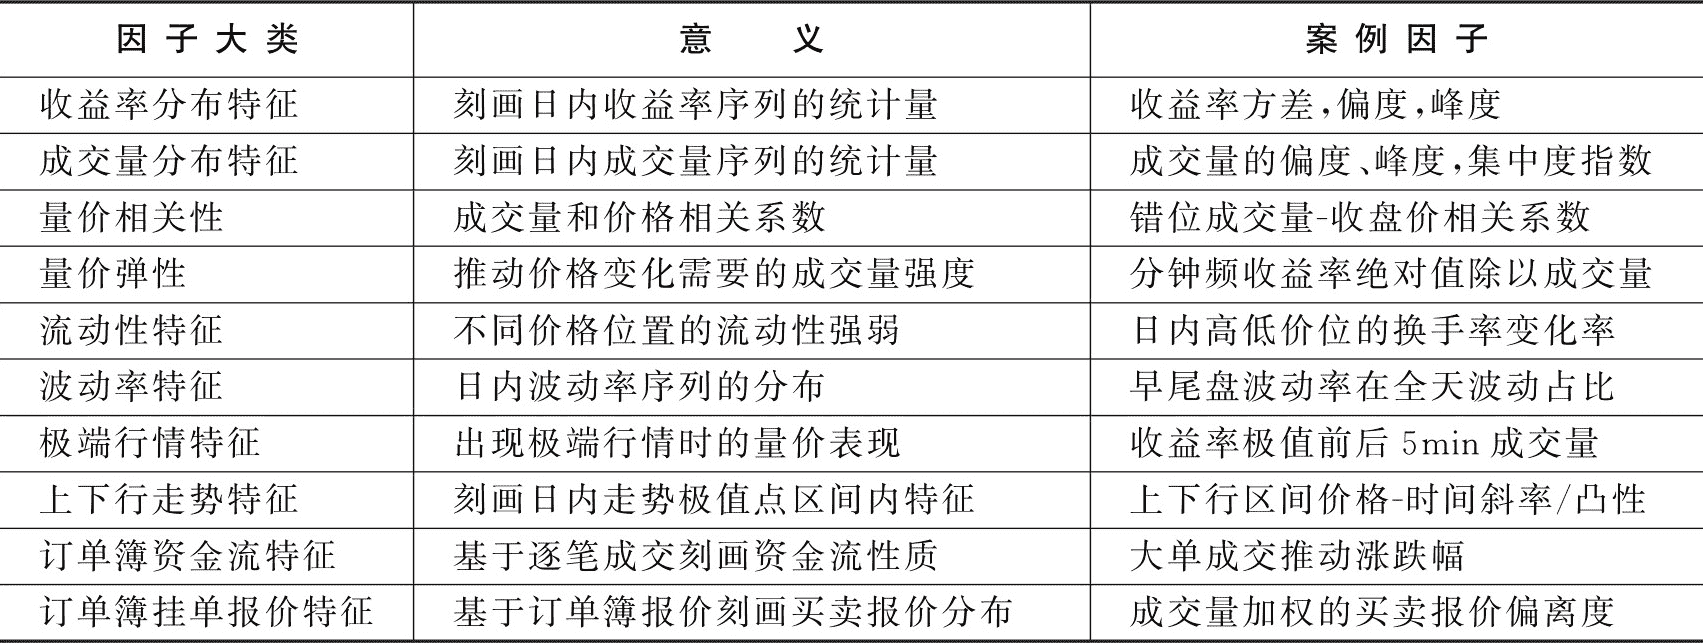 因子大类 意义 案例因子
收益率分布特征 刻画日内收益率序列的统计量 收益率方差,偏度,峰度
成交量分布特征 刻画日内成交量序列的统计量 成交量的偏度、峰度,集中度指数
量价相关性 成交量和价格相关系数 错位成交量-收盘价相关系数
量价弹性 推动价格变化需要的成交量强度 分钟频收益率绝对值除以成交量
流动性特征 不同价格位置的流动性强弱 日内高低价位的换手率变化率
波动率特征 日内波动率序列的分布 早尾盘波动率在全天波动占比
极端行情特征 出现极端行情时的量价表现 收益率极值前后5min成交量
上下行走势特征 刻画日内走势极值点区间内特征 上下行区间价格-时间斜率/凸性
订单簿资金流特征 基于逐笔成交刻画资金流性质 大单成交推动涨跌幅
订单簿挂单报价特征 基于订单簿报价刻画买卖报价分布 成交量加权的买卖报价偏离度